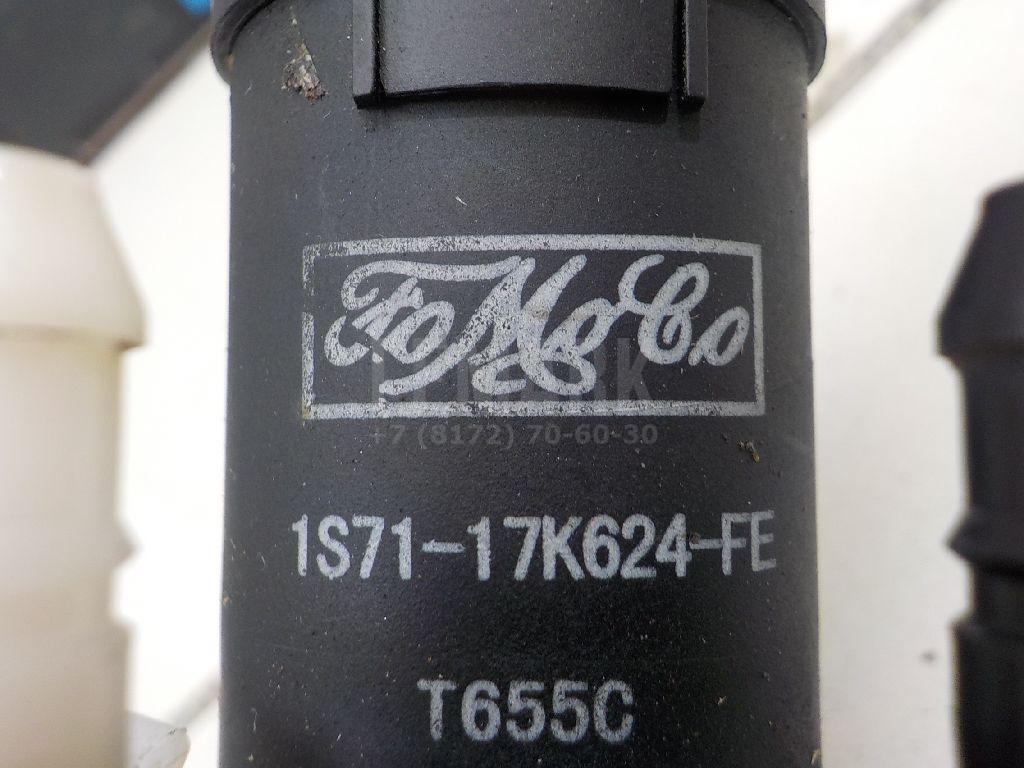 FoMoCo
+7 (8172) 70-60-30
1S71-17K624-FE
T655C